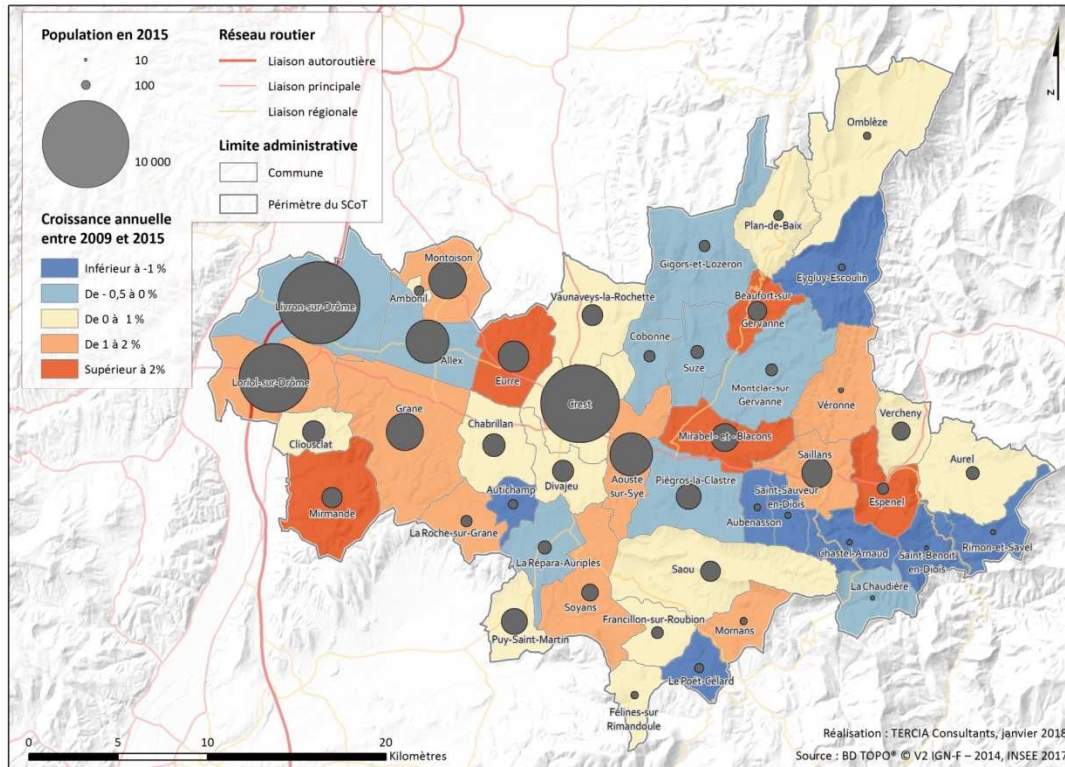 Population en 2015
10
100
10 000
Croissance annuelle
entre 2009 et 2015
Inférieur à -1 %
De - 0,5 à 0 %
De 0 à 1 %
De 1 à 2 %
Supérieur à 2%
Réseau routier
Liaison autoroutière
Liaison principale
Liaison régionale
Limite administrative
Commune
Périmètre du SCoT
z
Omblèze
Plan-de-Baix
Gigors-et-Lozeron
Eygluy-Escoulin
Montoison
Ambonil
Livron-sur-Drôme
Vaunaveys-la-Rochette
Beaufort-sur
Gervanne
Allex
Eurre
Cobonne
Suze
Montclar-sur
Gervanne
Loriol-sur-Drôme
Crest
Véronne
Grane
Chabrillan
Vercheny
Cliousclat
Mirabel-et-Blacons
Saillans
Aurel
Divajeu
Aouste
sur-Sye
Piégros-la-Clastre
Saint-Sauveur
en-Diois
Espenel
Mirmande
Autichamp
Aubenasson
La Roche-sur-Grane
Chastel-Arnaud
Saint-Benoit
en-Diois
Rimon-et-Savel
La Répara-Auriples
Saou
La Chaudière
Soyans
Puy-Saint-Martin
Francillon-sur-Roubion
Mornans
Le Poët-Célard
Félines-sur
Rimandoule
0
5
10
20
Kilomètres
Réalisation : TERCIA Consultants, janvier 2018
Source : BD TOPO® © V2 IGN-F – 2014, INSEE 2017